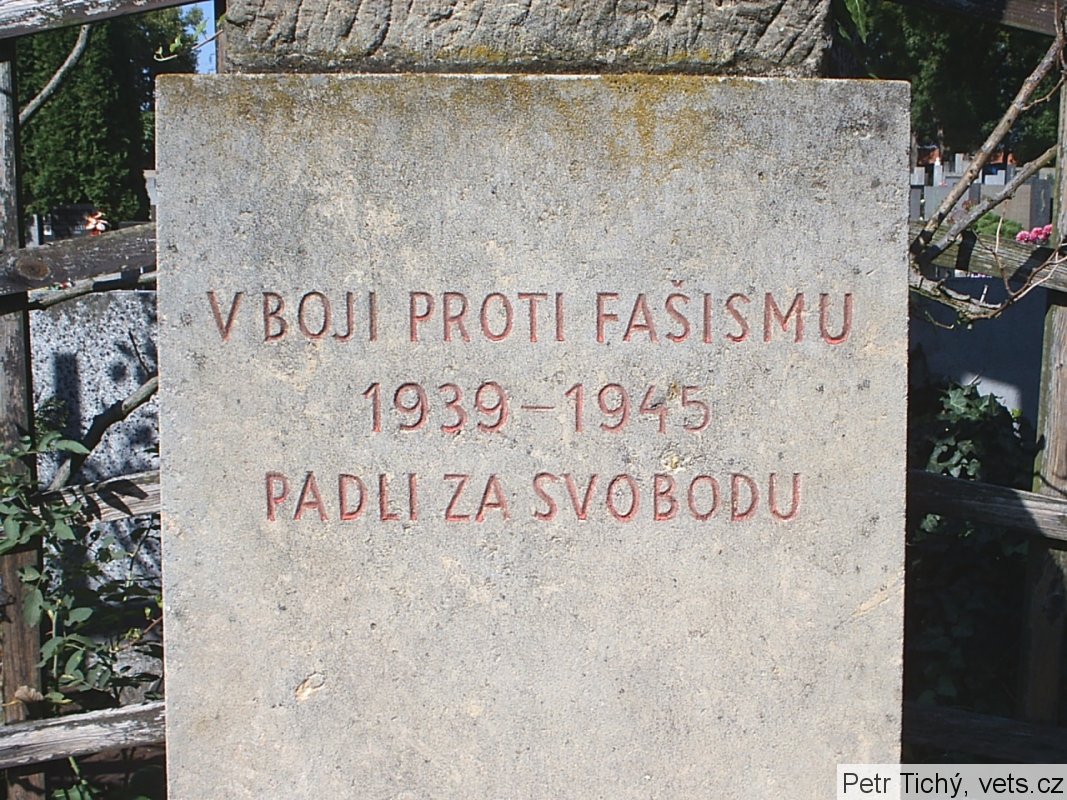 V BOJI PROTI FAŠISMU
1939 – 1945
PADLI ZA SVOBODU
Petr Tichý, vets.cz